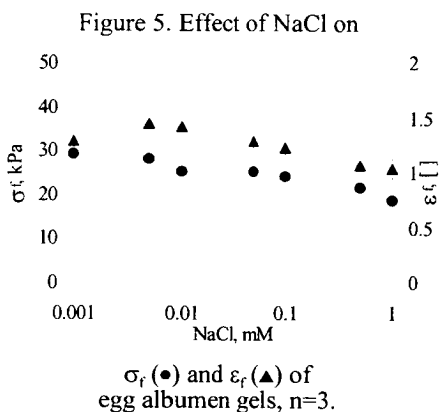 Figure 5. Effect of NaCl on
50
40
30
20
10
0
σf, kPa
2
1.5
1
0.5
0
εf, [ ]
0.001 0.01 0.1 1
NaCl, mM
σf (●) and εf (▲) of
egg albumen gels, n=3.